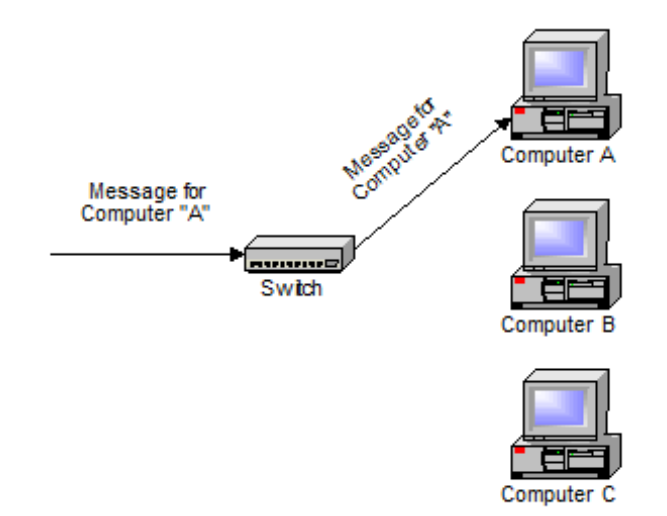 Message for
Computer "A"
Switch
Message for
Computer "A"
Computer A
Computer B
Computer C